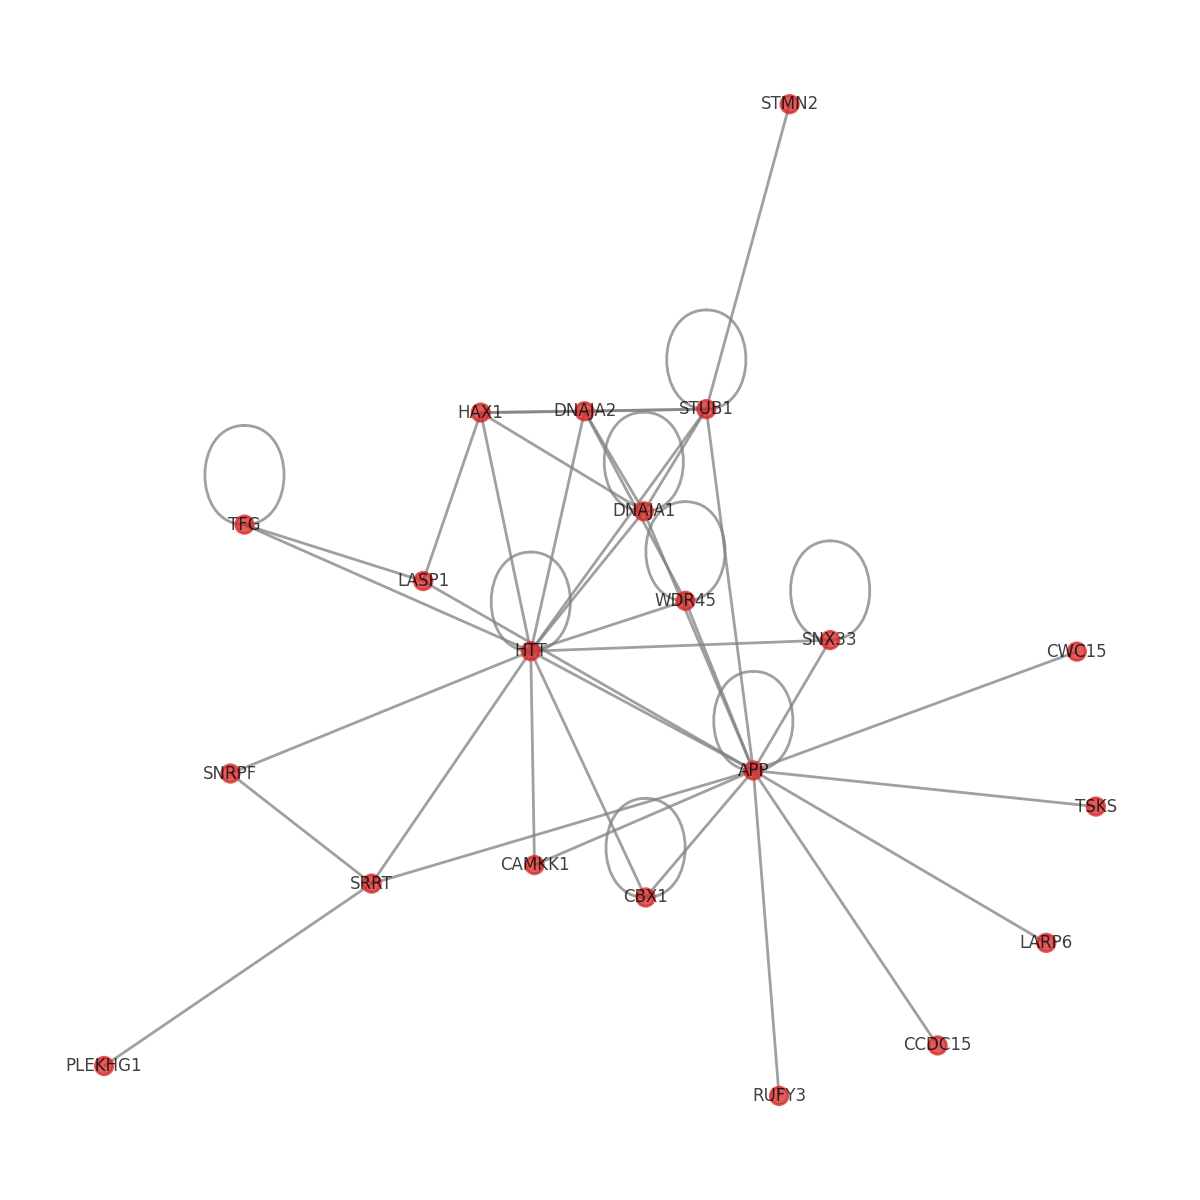 STMN2
HAX1
DNAJA2
STUB1
DNAJA1
TFG
LASP1
WDR45
SNX33
HTT
CWC15
APP
SNRPF
TSKS
CAMKK1
SRRT
CBX1
LARP6
CCDC15
PLEKHG1
RUFY3